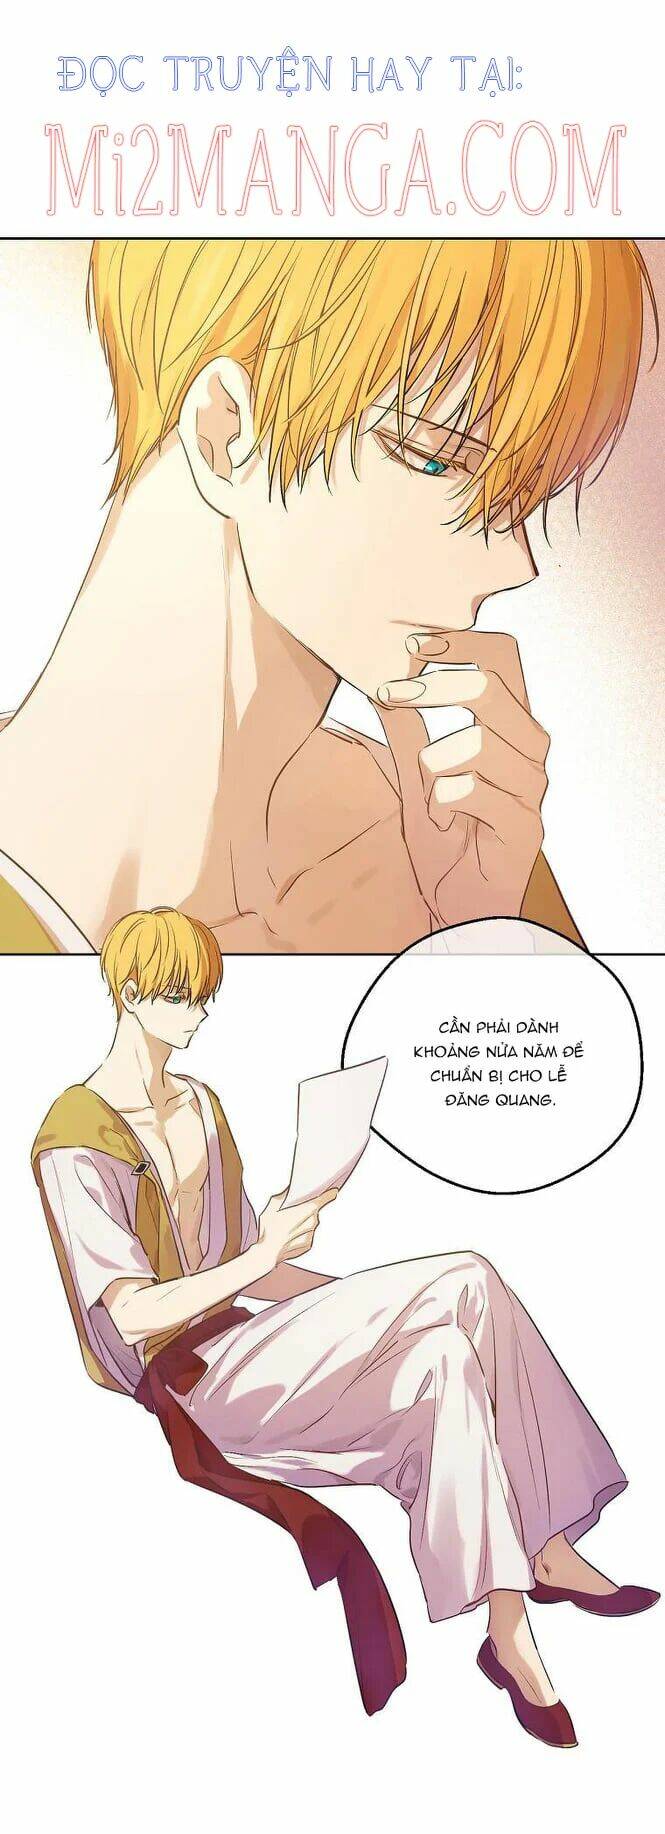 ĐỌC TRUYỆN HAY TẠI:
MI2MANGA.COM
CẦN PHẢI DÀNH
KHOẢNG NỬA NĂM ĐỂ
CHUẨN BỊ CHO LỄ
ĐĂNG QUANG.